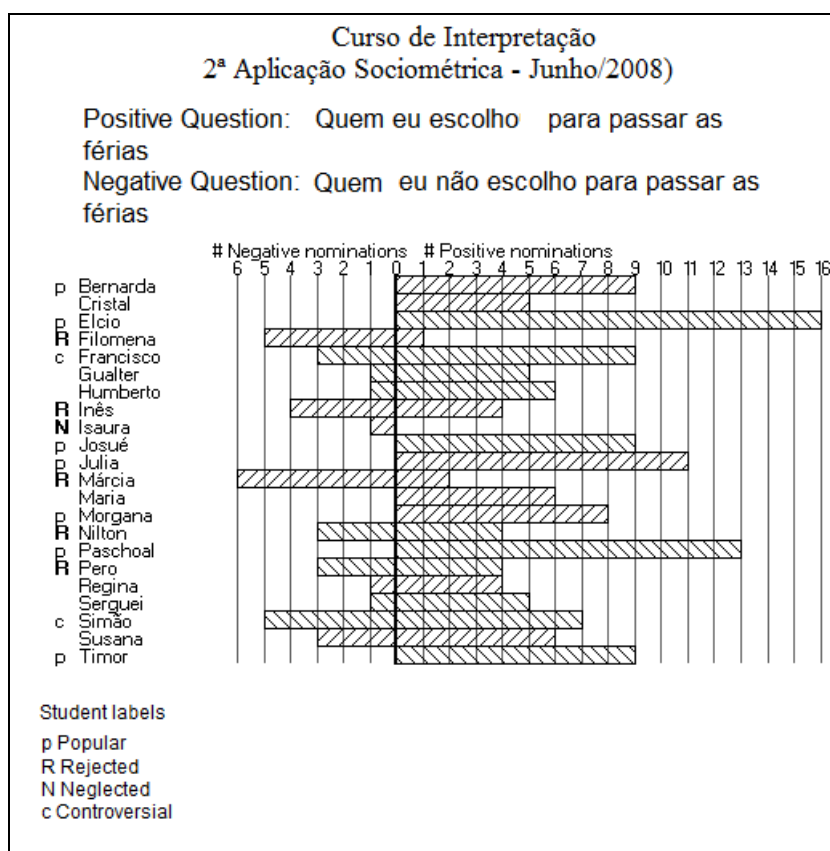 Curso de Interpretação
2ª Aplicação Sociométrica - Junho/2008)
Positive Question: Quem eu escolho para passar as
férias
Negative Question: Quem eu não escolho para passar as
férias
# Negative nominations # Positive nominations
6 5 4 3 2 1 0 1 2 3 4 5 6 7 8 9 10 11 12 13 14 15 16
p Bernarda
Cristal
p Elcio
R Filomena
c Francisco
Gualter
Humberto
R Inês
N Isaura
p Josué
p Julia
R Márcia
Maria
p Morgana
R Nilton
p Paschoal
R Pero
Regina
Serguei
c Simão
Susana
p Timor
Student labels
p Popular
R Rejected
N Neglected
c Controversial